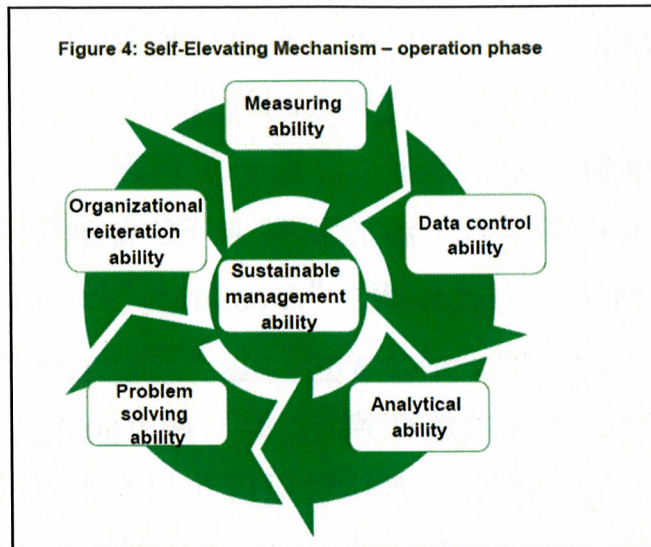 Figure 4: Self-Elevating Mechanism – operation phase
Measuring
ability
Data control
ability
Analytical
ability
Problem
solving
ability
Organizational
reiteration
ability
Sustainable
management
ability